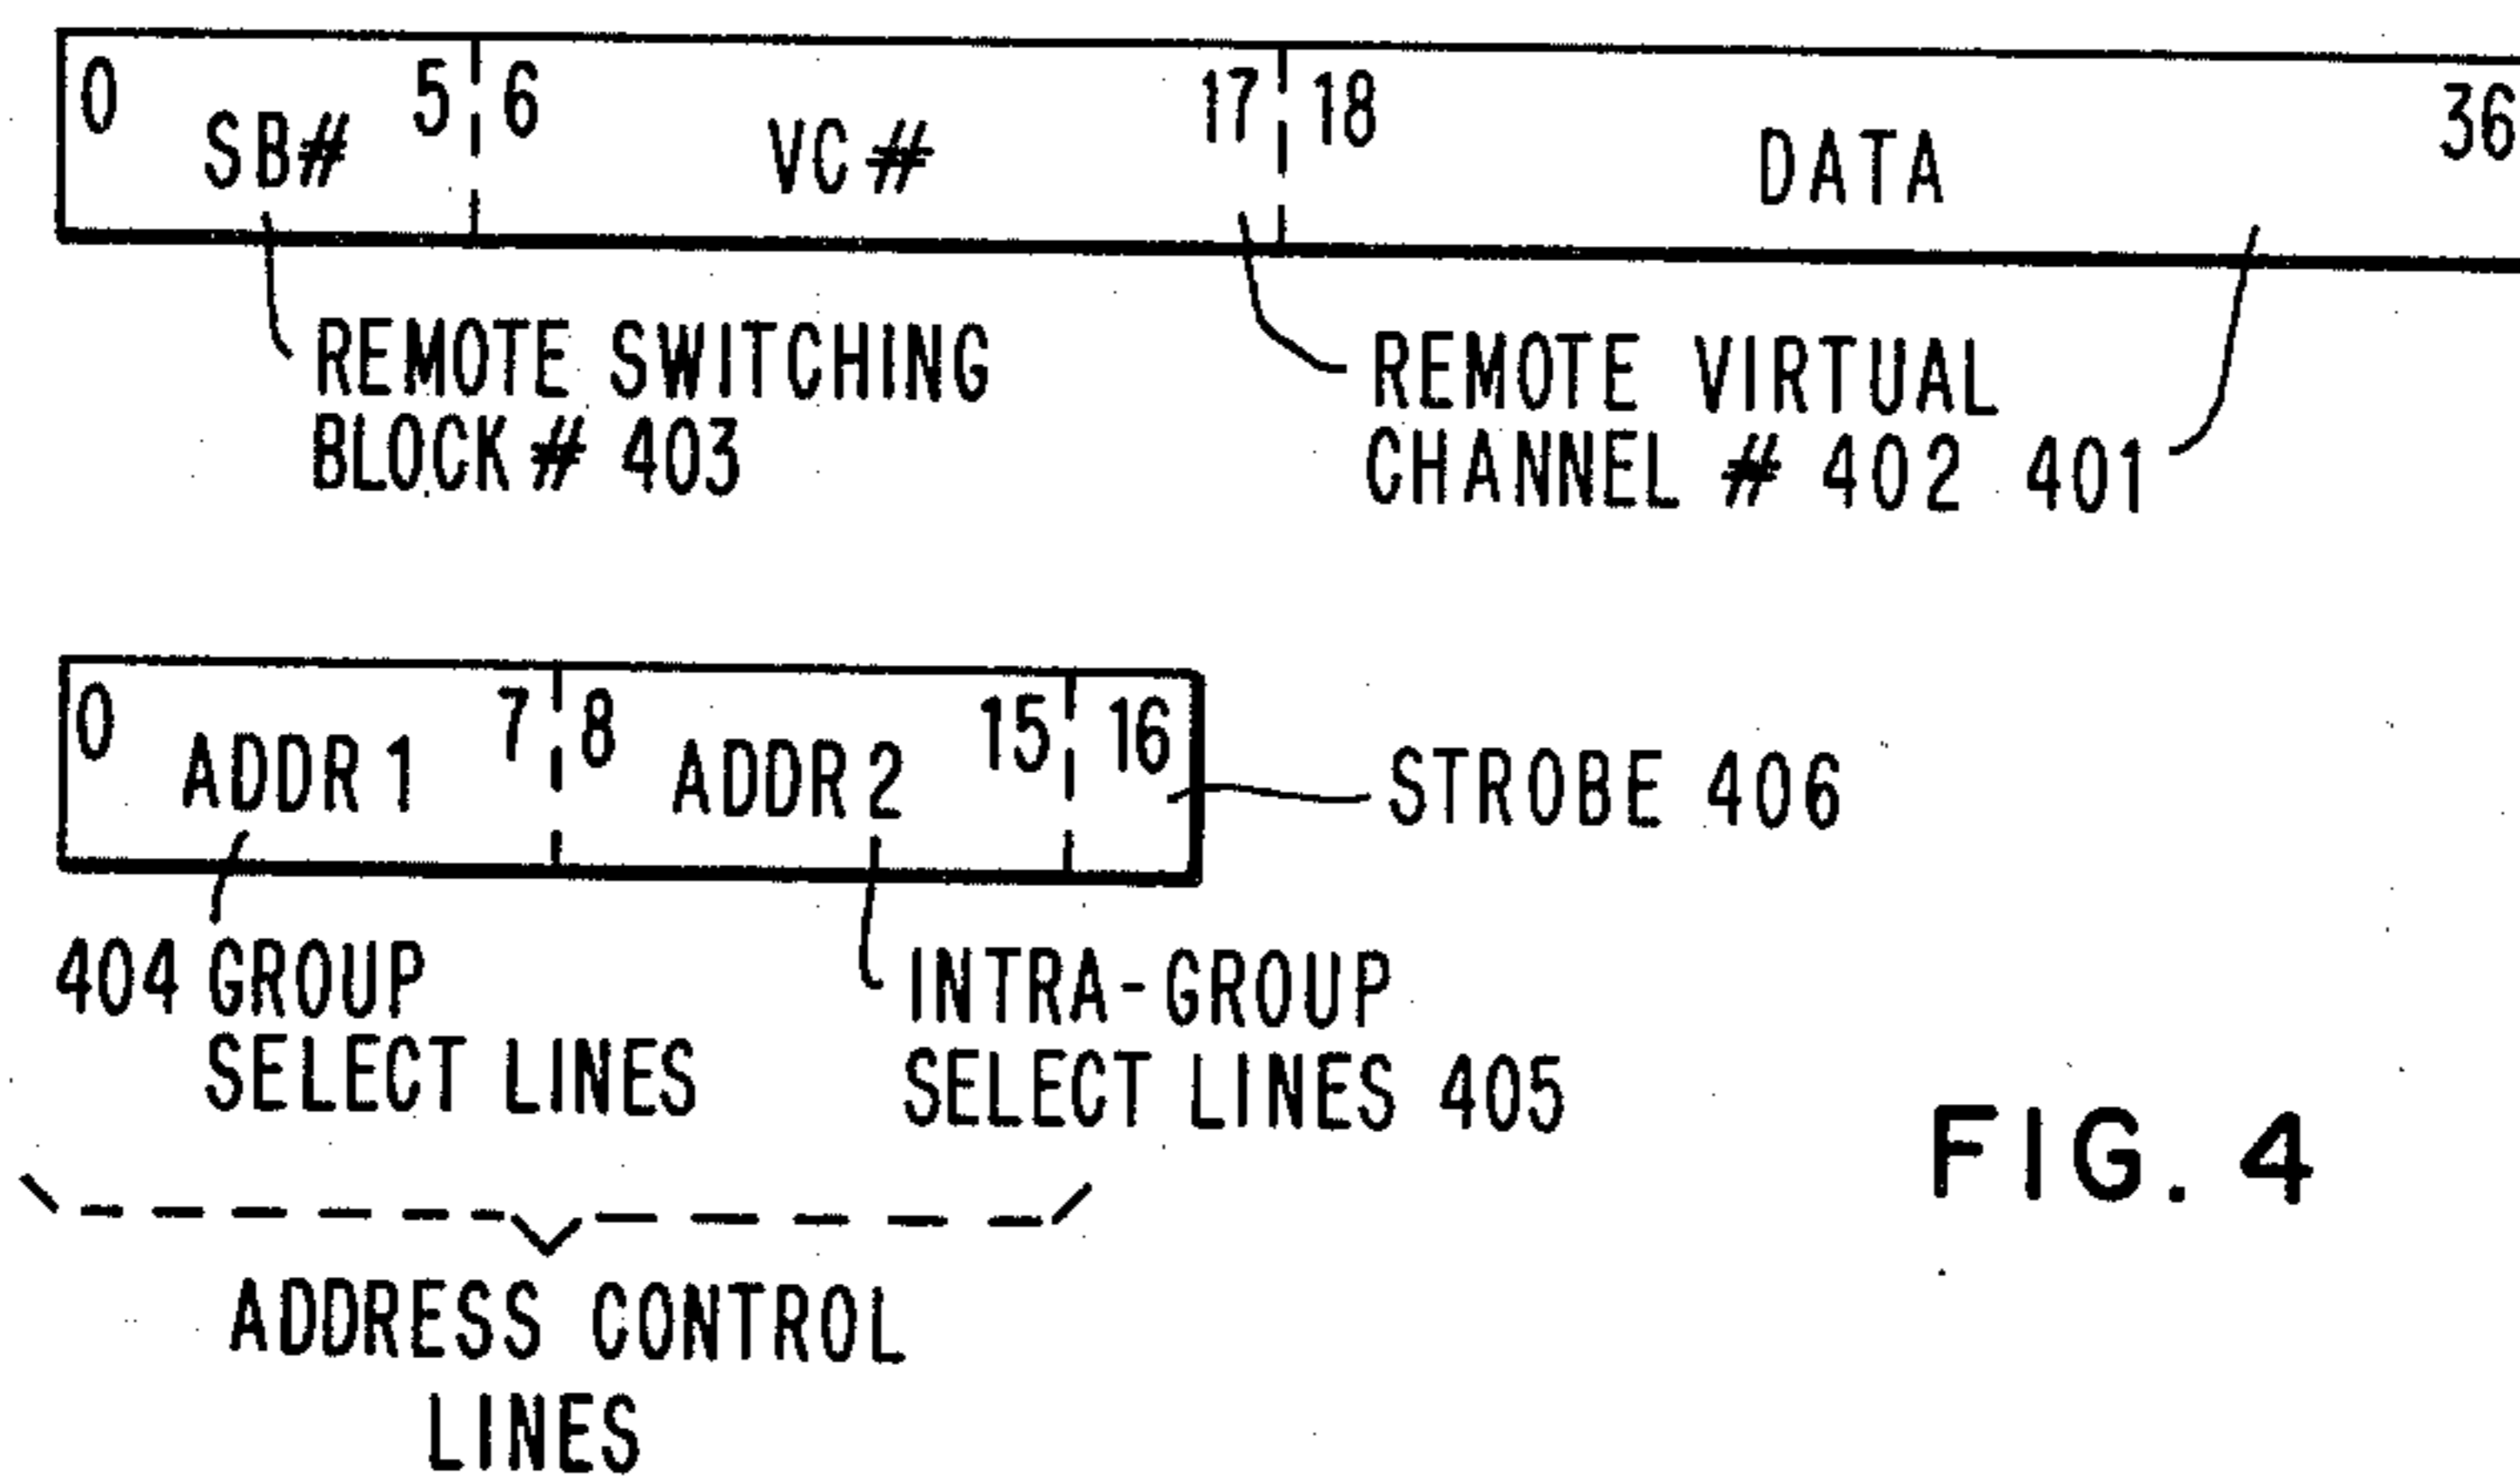 0 SB# 5 6 VC # 17 18 DATA 36
REMOTE SWITCHING
BLOCK # 403
REMOTE VIRTUAL
CHANNEL # 402 401
0 ADDR 1 7 8 ADDR 2 15 16
STROBE 406
404 GROUP
SELECT LINES
INTRA-GROUP
SELECT LINES 405
ADDRESS CONTROL
LINES
FIG. 4